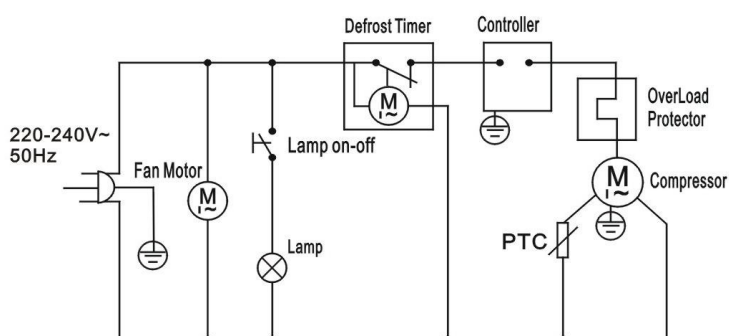 Defrost Timer
Controller
M
~
OverLoad
Protector
220-240V~
50Hz
Lamp on-off
Fan Motor
M
~
M
~
Compressor
PTC
Lamp